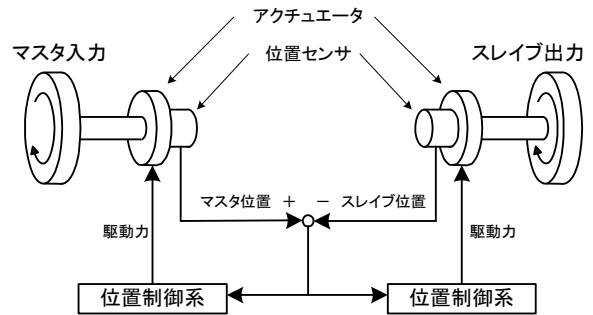 アクチュエータ
マスタ入力
位置センサ
スレイブ出力
マスタ位置 + − スレイブ位置
駆動力
駆動力
位置制御系
位置制御系